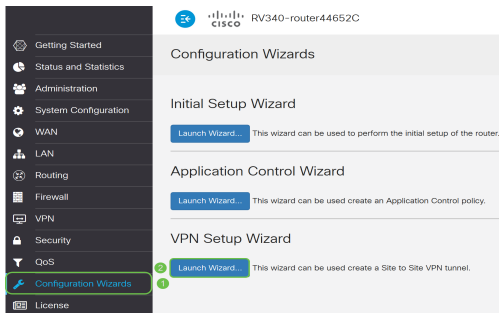 CISCO
RV340-router44652C
Getting Started
Status and Statistics
Administration
System Configuration
WAN
LAN
Routing
Firewall
VPN
Security
QoS
Configuration Wizards
License
Configuration Wizards
Initial Setup Wizard
Launch Wizard... This wizard can be used to perform the initial setup of the router.
Application Control Wizard
Launch Wizard... This wizard can be used create an Application Control policy.
VPN Setup Wizard
2 Launch Wizard... This wizard can be used create a Site to Site VPN tunnel.
1